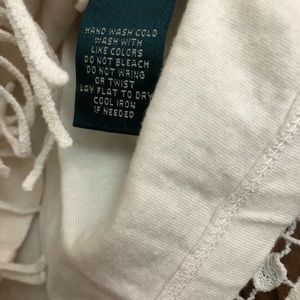 HAND WASH COLD
WASH WITH
LIKE COLORS
DO NOT BLEACH
DO NOT WRING
OR TWIST
LAY FLAT TO DRY
COOL IRON
IF NEEDED